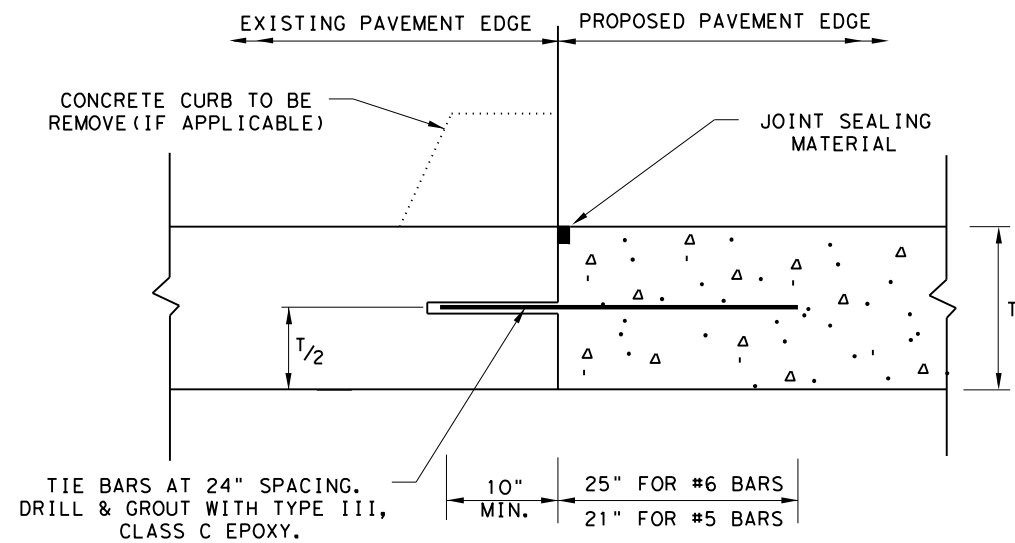 EXISTING PAVEMENT EDGE
PROPOSED PAVEMENT EDGE
CONCRETE CURB TO BE
REMOVE(IF APPLICABLE)
JOINT SEALING
MATERIAL
T
T/2
TIE BARS AT 24" SPACING.
DRILL & GROUT WITH TYPE III,
CLASS C EPOXY.
10"
MIN.
25" FOR #6 BARS
21" FOR #5 BARS